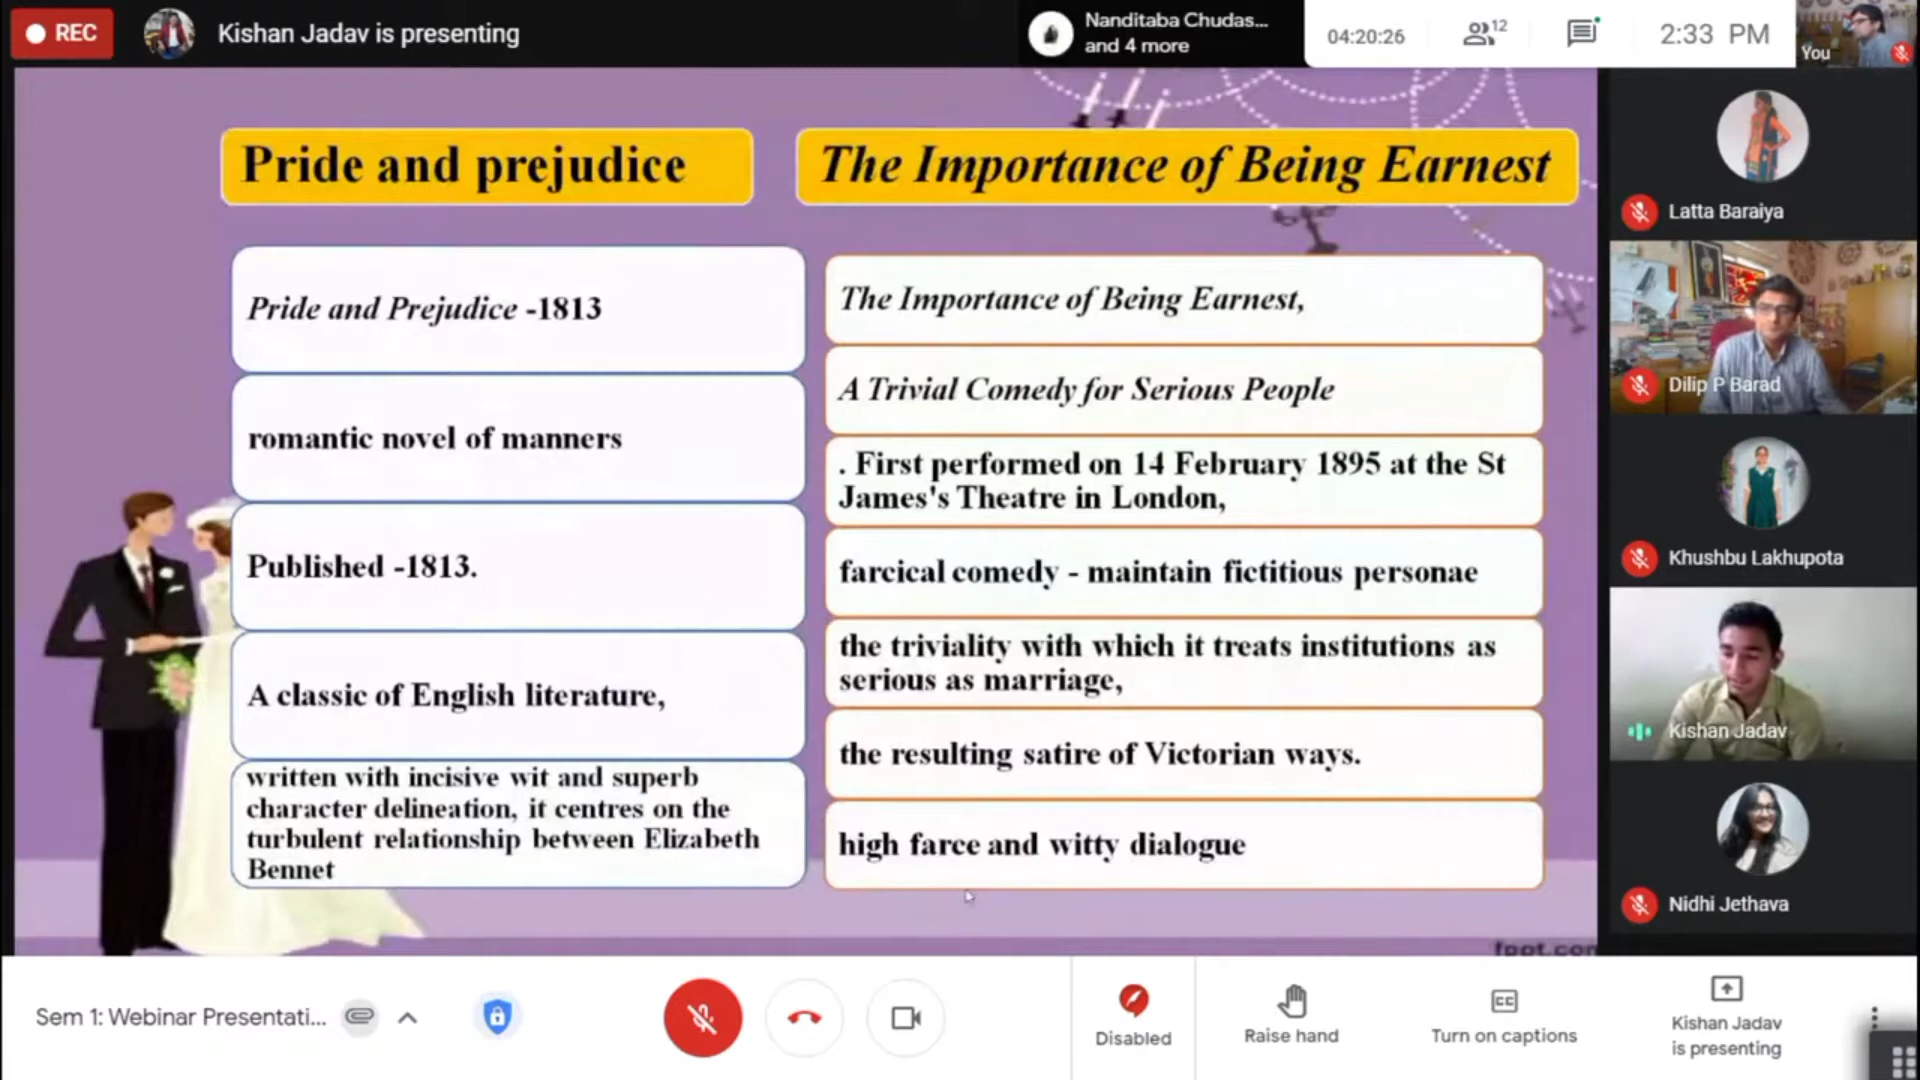 REC
Kishan Jadav is presenting
Nanditaba Chudas...
and 4 more
04:20:26
12
2:33 PM
You
Pride and prejudice
The Importance of Being Earnest
Pride and Prejudice -1813
romantic novel of manners
Published -1813.
A classic of English literature,
written with incisive wit and superb
character delineation, it centres on the
turbulent relationship between Elizabeth
Bennet
The Importance of Being Earnest,
A Trivial Comedy for Serious People
. First performed on 14 February 1895 at the St
James's Theatre in London,
farcical comedy - maintain fictitious personae
the triviality with which it treats institutions as
serious as marriage,
the resulting satire of Victorian ways.
high farce and witty dialogue
Latta Baraiya
Dilip P Barad
Khushbu Lakhupota
Kishan Jadav
Nidhi Jethava
Sem 1: Webinar Presentati...
Disabled
Raise hand
CC
Turn on captions
Kishan Jadav
is presenting